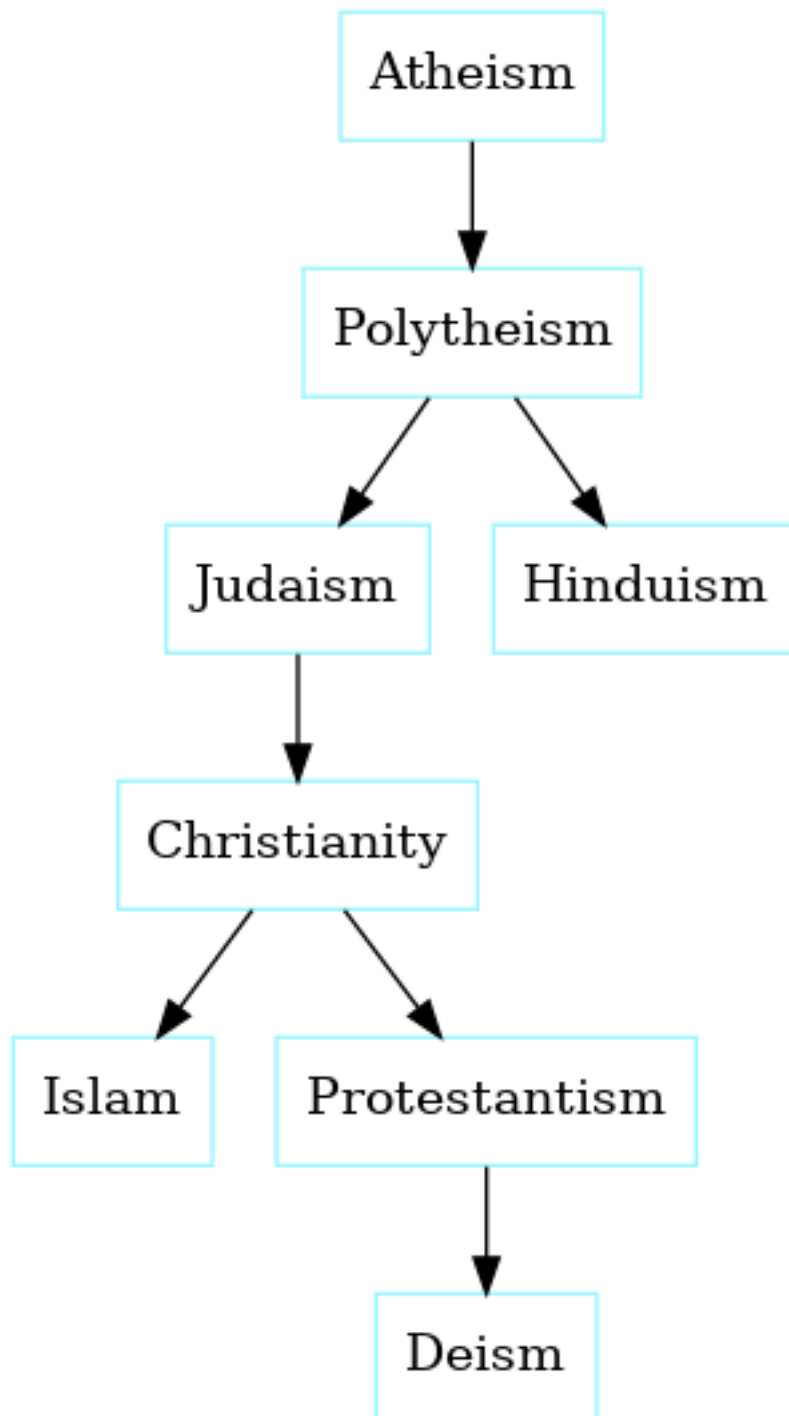 Atheism
Polytheism
Judaism
Hinduism
Christianity
Islam
Protestantism
Deism